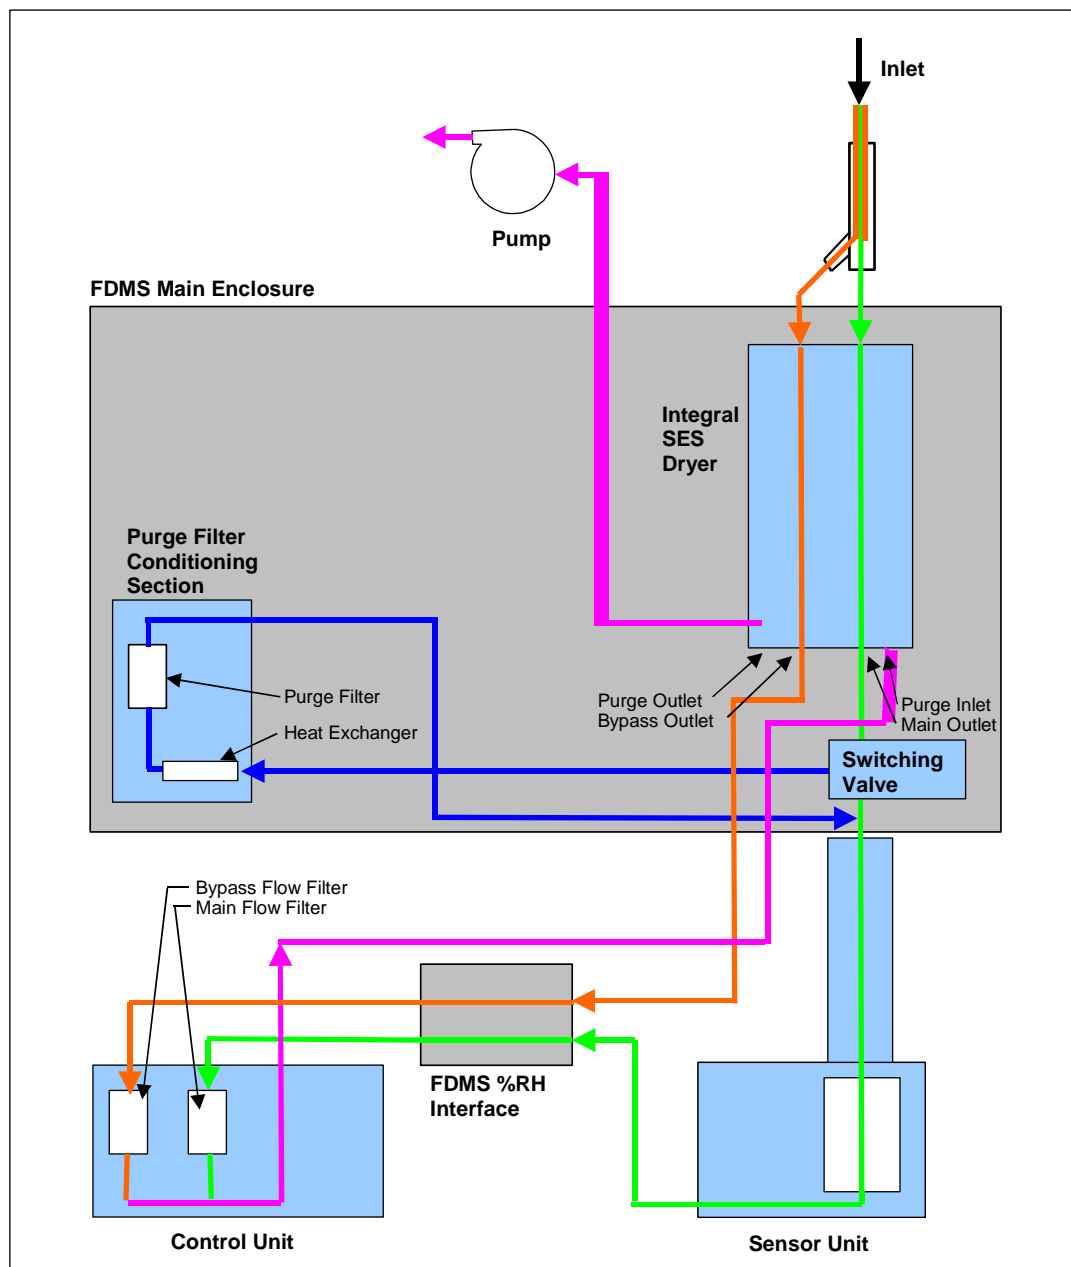 Inlet
Pump
FDMS Main Enclosure
Integral
SES
Dryer
Purge Filter
Conditioning
Section
Purge Filter
Heat Exchanger
Purge Outlet
Bypass Outlet
Purge Inlet
Main Outlet
Switching
Valve
Bypass Flow Filter
Main Flow Filter
FDMS %RH
Interface
Control Unit
Sensor Unit